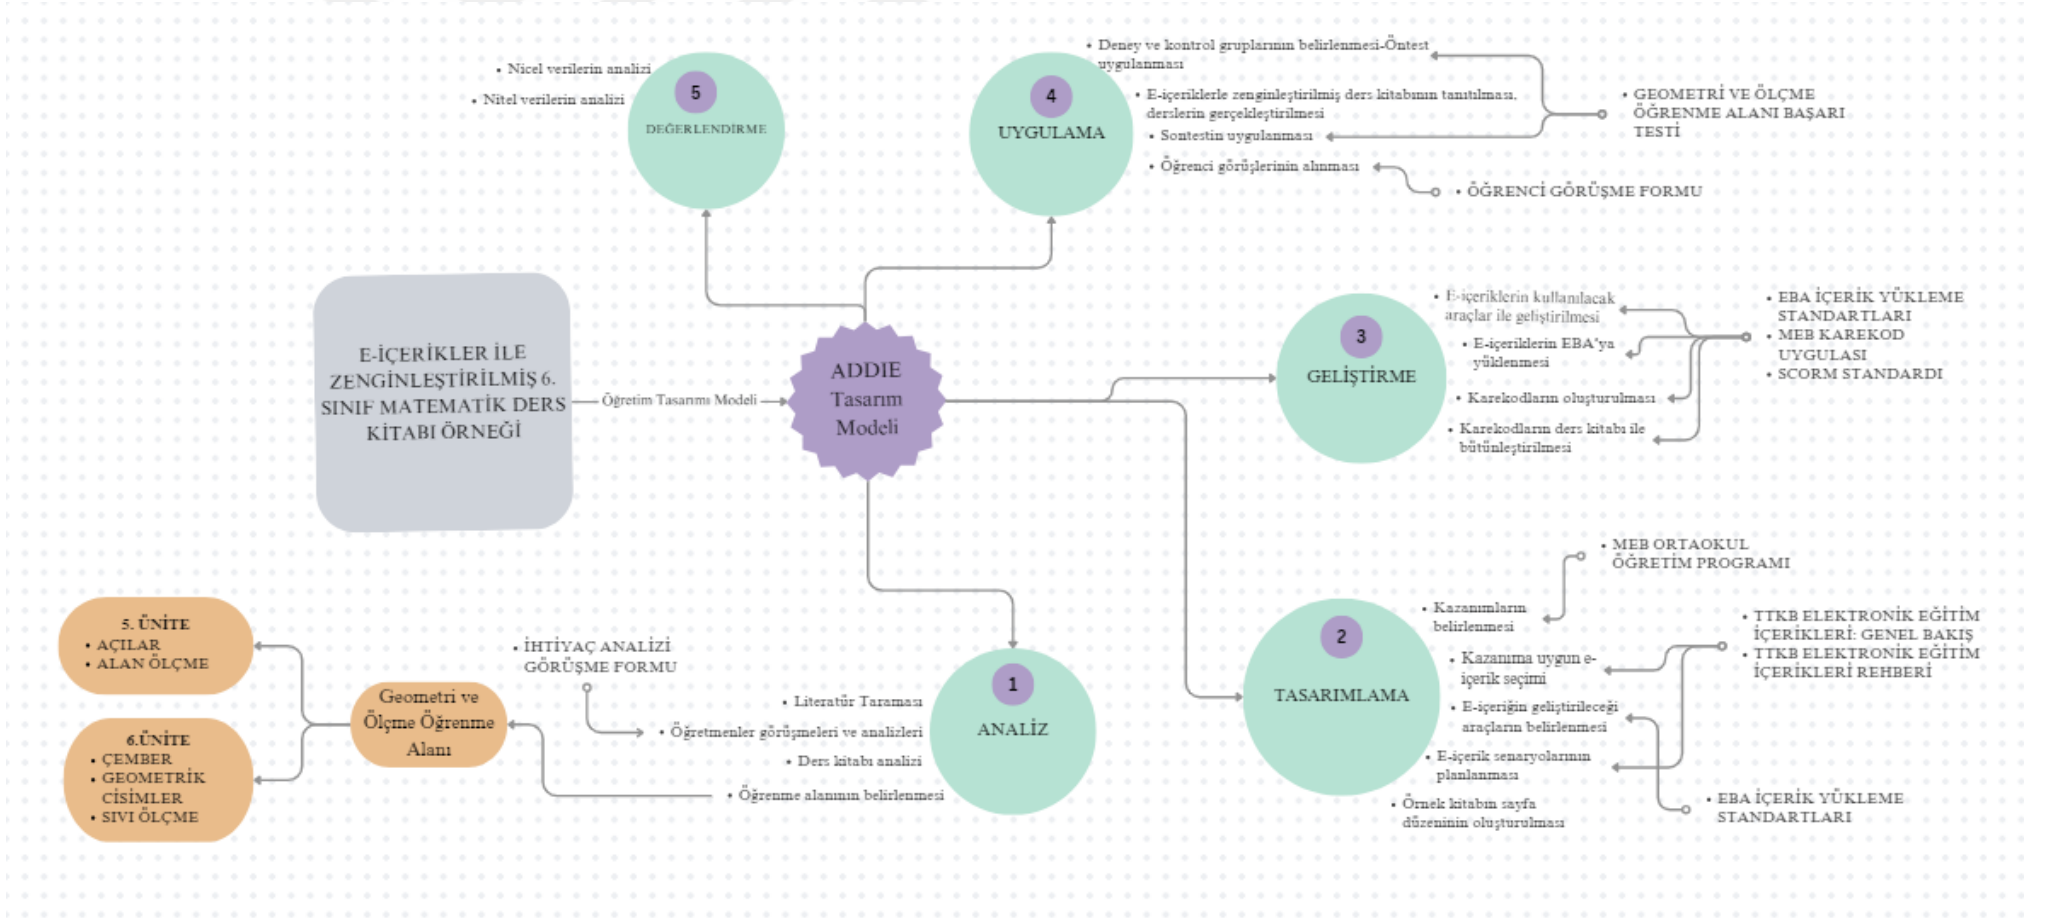 • Nicel verilerin analizi
• Nitel verilerin analizi
5
DEĞERLENDİRME
4
UYGULAMA
• Deney ve kontrol gruplarının belirlenmesi-Öntest
uygulanması
• E-içeriklerle zenginleştirilmiş ders kitabının tanıtılması,
derslerin gerçekleştirilmesi
• Sontestin uygulanması
• Öğrenci görüşlerinin alınması
• GEOMETRİ VE ÖLÇME
ÖĞRENME ALANI BAŞARI
TESTİ
• ÖĞRENCİ GÖRÜŞME FORMU
E-İÇERİKLER İLE
ZENGİNLEŞTİRİLMİŞ 6.
SINIF MATEMATİK DERS
KİTABI ÖRNEĞİ
Öğretim Tasarımı Modeli
ADDIE
Tasarım
Modeli
3
GELİŞTİRME
• E-içeriklerin kullanılacak
araçlar ile geliştirilmesi
• E-içeriklerin EBA'ya
yüklenmesi
• Karekodların oluşturulması
• Karekodların ders kitabı ile
bütünleştirilmesi
• EBA İÇERİK YÜKLEME
STANDARTLARI
• MEB KAREKOD
UYGULASI
• SCORM STANDARDI
2
TASARIMLAMA
• Kazanımların
belirlenmesi
• Kazanıma uygun e-
içerik seçimi
• E-içeriğin geliştirileceği
araçların belirlenmesi
• E-içerik senaryolarının
planlanması
• Örnek kitabın sayfa
düzeninin oluşturulması
• MEB ORTAOKUL
ÖĞRETİM PROGRAMI
• TTKB ELEKTRONİK EĞİTİM
İÇERİKLERİ: GENEL BAKIŞ
• TTKB ELEKTRONİK EĞİTİM
İÇERİKLERİ REHBERİ
• EBA İÇERİK YÜKLEME
STANDARTLARI
1
ANALİZ
• Literatür Taraması
• Öğretmenler görüşmeleri ve analizleri
• Ders kitabı analizi
• Öğrenme alanının belirlenmesi
• İHTİYAÇ ANALİZİ
GÖRÜŞME FORMU
Geometri ve
Ölçme Öğrenme
Alanı
5. ÜNİTE
• AÇILAR
• ALAN ÖLÇME
6.ÜNİTE
• ÇEMBER
• GEOMETRİK
CİSİMLER
• SIVI ÖLÇME